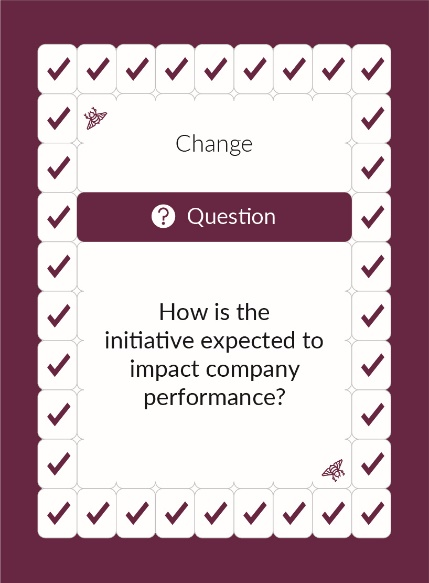 Change
? Question
How is the
initiative expected to
impact company
performance?